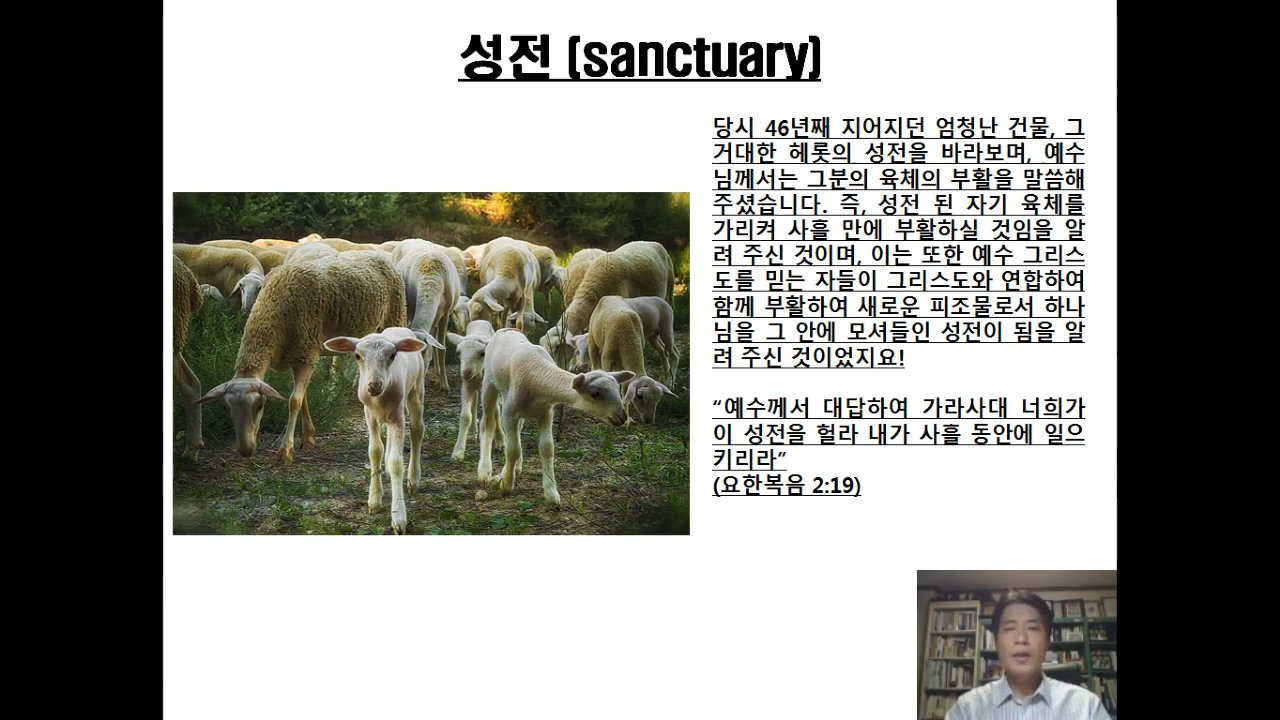 성전 (sanctuary)
당시 46년째 지어지던 엄청난 건물, 그
거대한 헤롯의 성전을 바라보며, 예수
님께서는 그분의 육체의 부활을 말씀해
주셨습니다. 즉, 성전 된 자기 육체를
가리켜 사흘 만에 부활하실 것임을 알
려 주신 것이며, 이는 또한 예수 그리스
도를 믿는 자들이 그리스도와 연합하여
함께 부활하여 새로운 피조물로서 하나
님을 그 안에 모셔들인 성전이 됨을 알
려 주신 것이었지요!
“예수께서 대답하여 가라사대 너희가
이 성전을 헐라 내가 사흘 동안에 일으
키리라”
(요한복음 2:19)